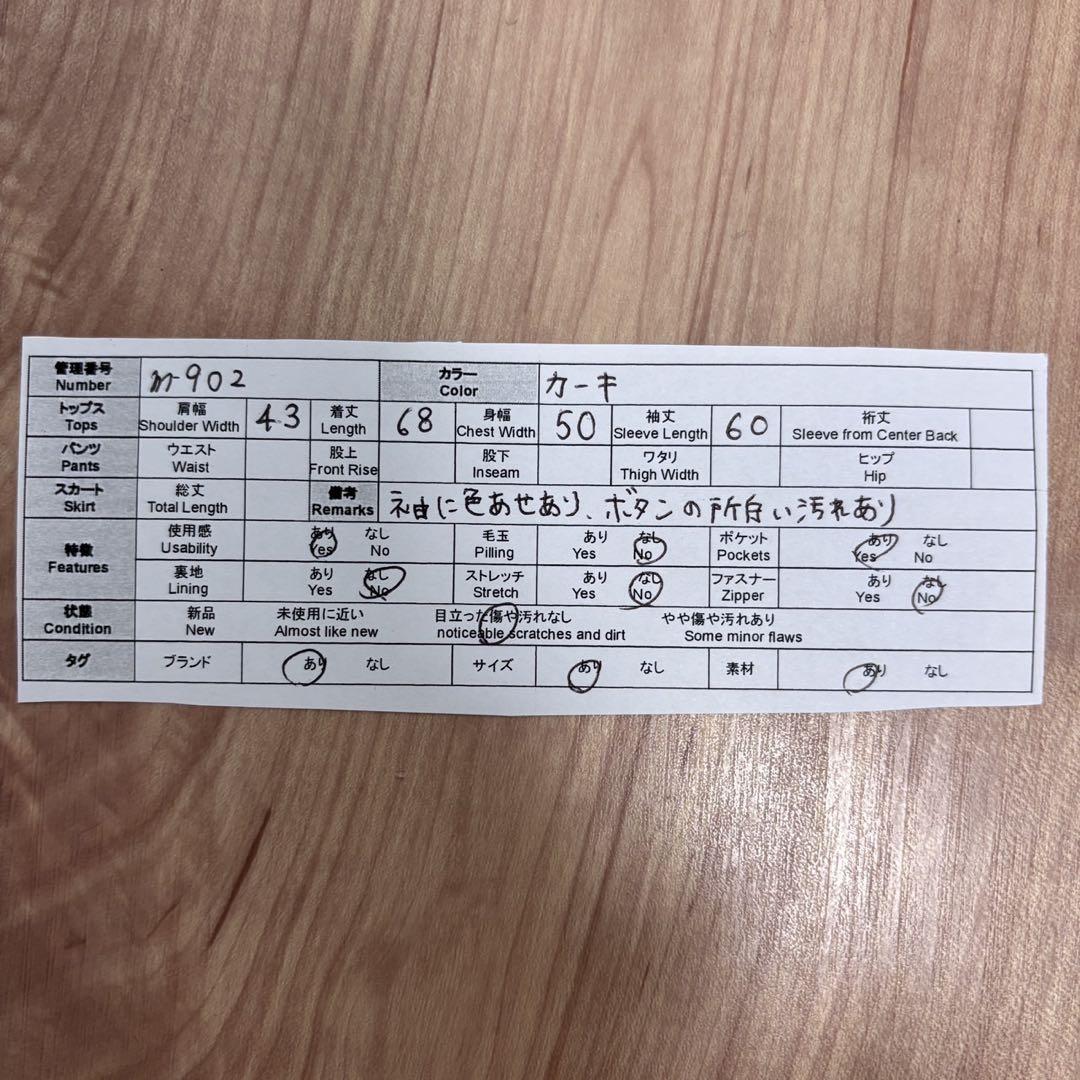 管理番号 m-902 カラー カーキ
Number Color
トップス 肩幅 43 着丈 68 身幅 50 袖丈 60 裄丈
Tops Shoulder Width Length Chest Width Sleeve Length Sleeve from Center Back
パンツ ウエスト 股上 股下 ワタリ ヒップ
Pants Waist Front Rise Inseam Thigh Width Hip
スカート 総丈 備考 袖に色あせあり、ボタンの所白い汚れあり
Skirt Total Length Remarks
特徴 使用感 あり なし 毛玉 あり なし ポケット あり なし
Features Usability Yes No Pilling Yes No Pockets Yes No
裏地 あり なし ストレッチ あり なし ファスナー あり なし
Lining Yes No Stretch Yes No Zipper Yes No
状態 新品 未使用に近い 目立った傷や汚れなし やや傷や汚れあり
Condition New Almost like new noticeable scratches and dirt Some minor flaws
タグ ブランド あり なし サイズ あり なし 素材 あり なし